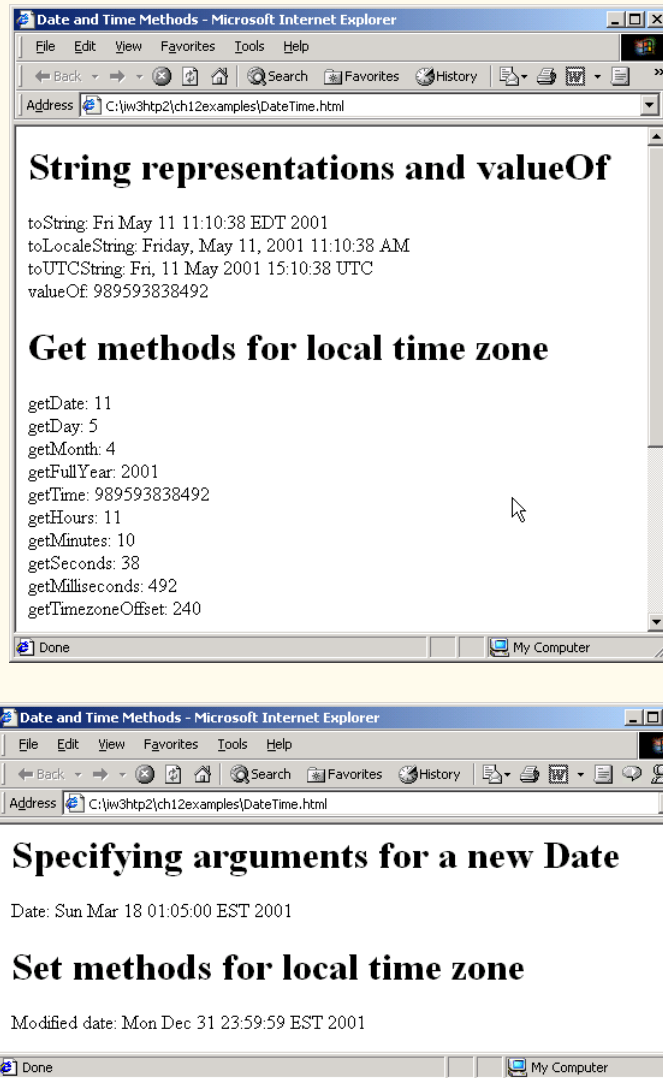 Date and Time Methods - Microsoft Internet Explorer
File Edit View Favorites Tools Help
Back Search Favorites History »
Address C:\iw3htp2\ch12examples\DateTime.html
String representations and valueOf
toString: Fri May 11 11:10:38 EDT 2001
toLocaleString: Friday, May 11, 2001 11:10:38 AM
toUTCString: Fri, 11 May 2001 15:10:38 UTC
valueOf: 989593838492
Get methods for local time zone
getDate: 11
getDay: 5
getMonth: 4
getFullYear: 2001
getTime: 989593838492
getHours: 11
getMinutes: 10
getSeconds: 38
getMilliseconds: 492
getTimezoneOffset: 240
Done My Computer
Date and Time Methods - Microsoft Internet Explorer
File Edit View Favorites Tools Help
Back Search Favorites History
Address C:\iw3htp2\ch12examples\DateTime.html
Specifying arguments for a new Date
Date: Sun Mar 18 01:05:00 EST 2001
Set methods for local time zone
Modified date: Mon Dec 31 23:59:59 EST 2001
Done My Computer